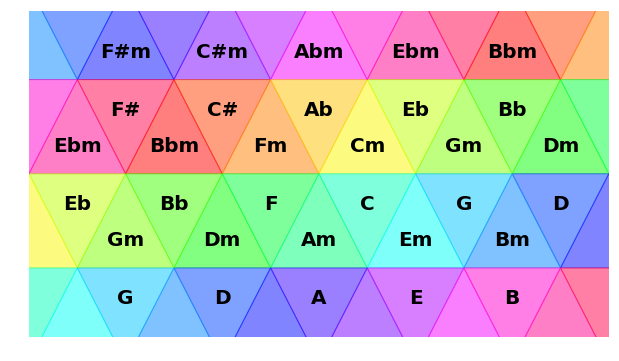 F#m C#m Abm Ebm Bbm
F# C# Ab Eb Bb
Ebm Bbm Fm Cm Gm Dm
Eb Bb F C G D
Gm Dm Am Em Bm
G D A E B